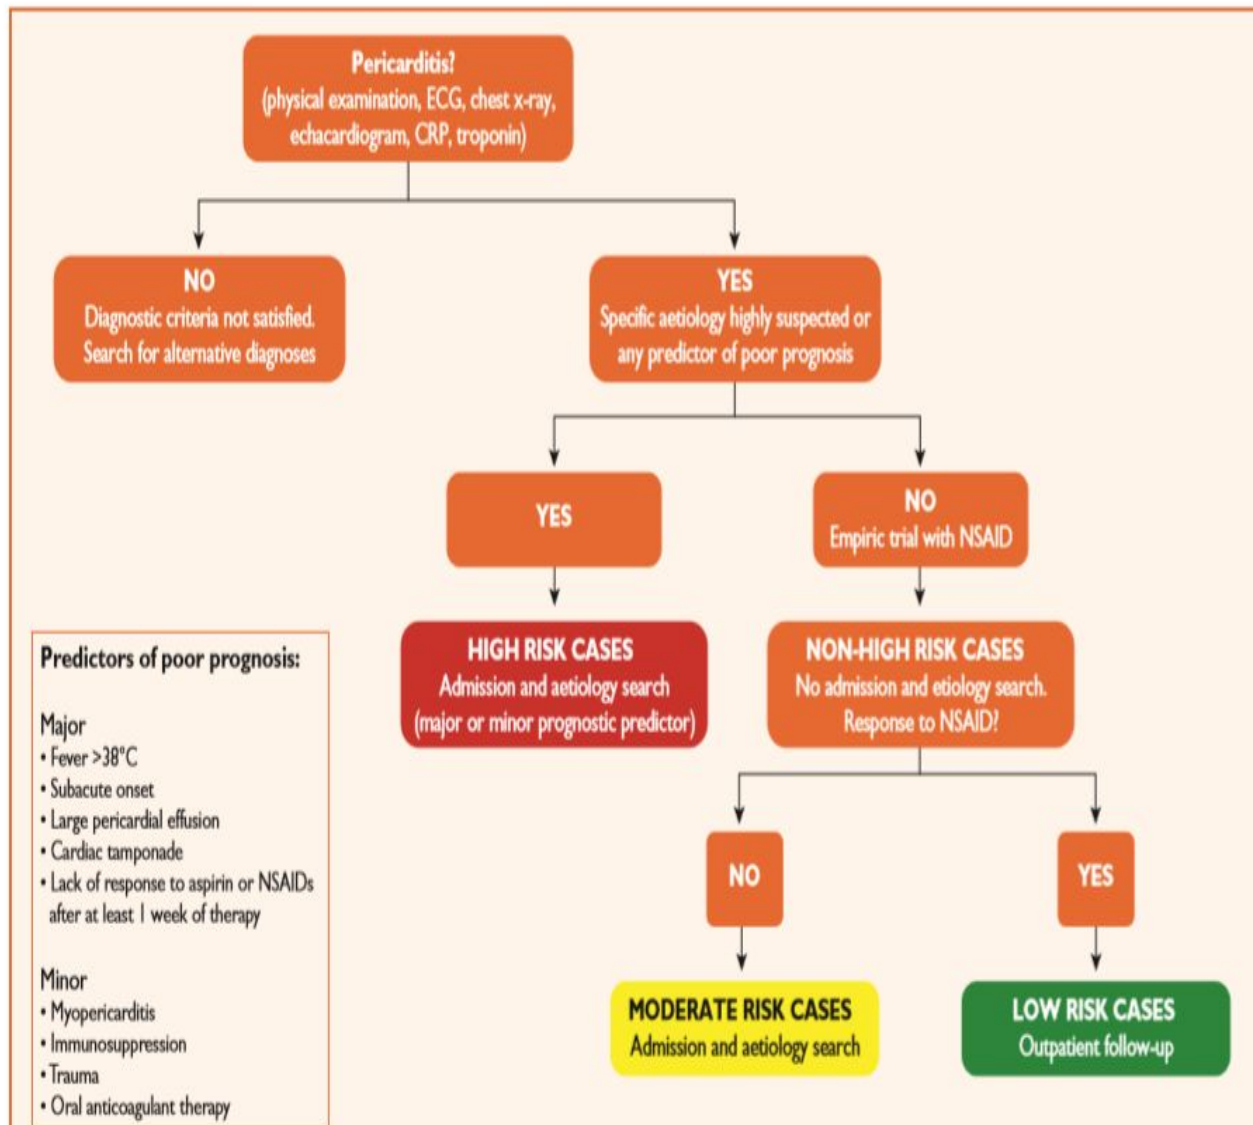 Pericarditis?
(physical examination, ECG, chest x-ray,
echacardiogram, CRP, troponin)
NO
Diagnostic criteria not satisfied.
Search for alternative diagnoses
YES
Specific aetiology highly suspected or
any predictor of poor prognosis
YES
NO
Empiric trial with NSAID
HIGH RISK CASES
Admission and aetiology search
(major or minor prognostic predictor)
NON-HIGH RISK CASES
No admission and etiology search.
Response to NSAID?
NO
YES
MODERATE RISK CASES
Admission and aetiology search
LOW RISK CASES
Outpatient follow-up
Predictors of poor prognosis:
Major
• Fever >38°C
• Subacute onset
• Large pericardial effusion
• Cardiac tamponade
• Lack of response to aspirin or NSAIDs
after at least 1 week of therapy
Minor
• Myopericarditis
• Immunosuppression
• Trauma
• Oral anticoagulant therapy